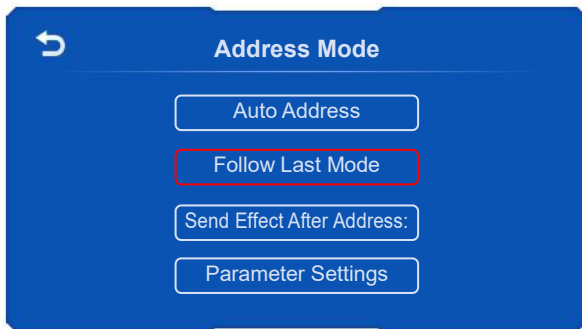 Address Mode
Auto Address
Follow Last Mode
Send Effect After Address:
Parameter Settings